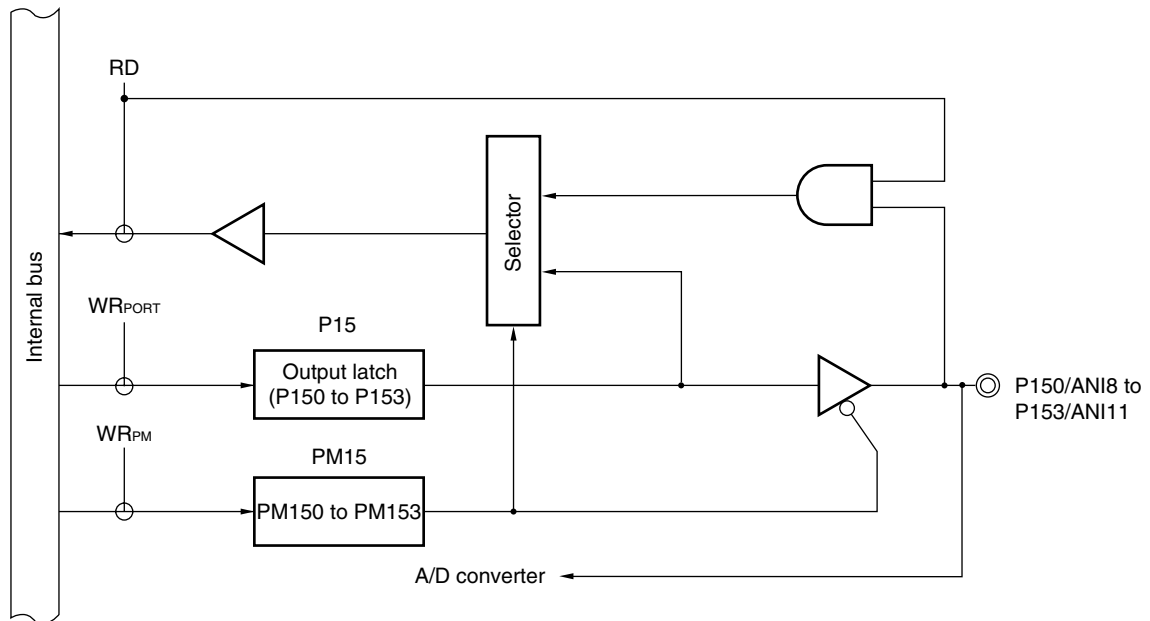 RD
Selector
Internal bus
WRPORT
P15
Output latch
(P150 to P153)
P150/ANI8 to
P153/ANI11
WRPM
PM15
PM150 to PM153
A/D converter